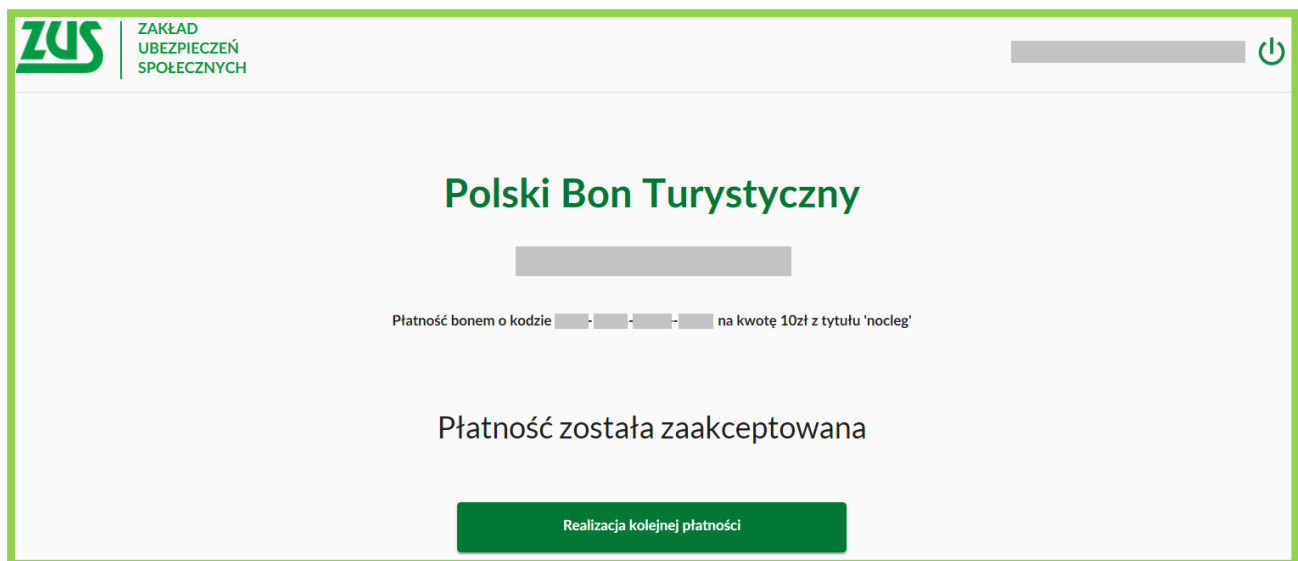 ZUS
ZAKŁAD
UBEZPIECZEŃ
SPOŁECZNYCH
Polski Bon Turystyczny
Płatność bonem o kodzie - - - na kwotę 10zł z tytułu 'nocleg'
Płatność została zaakceptowana
Realizacja kolejnej płatności